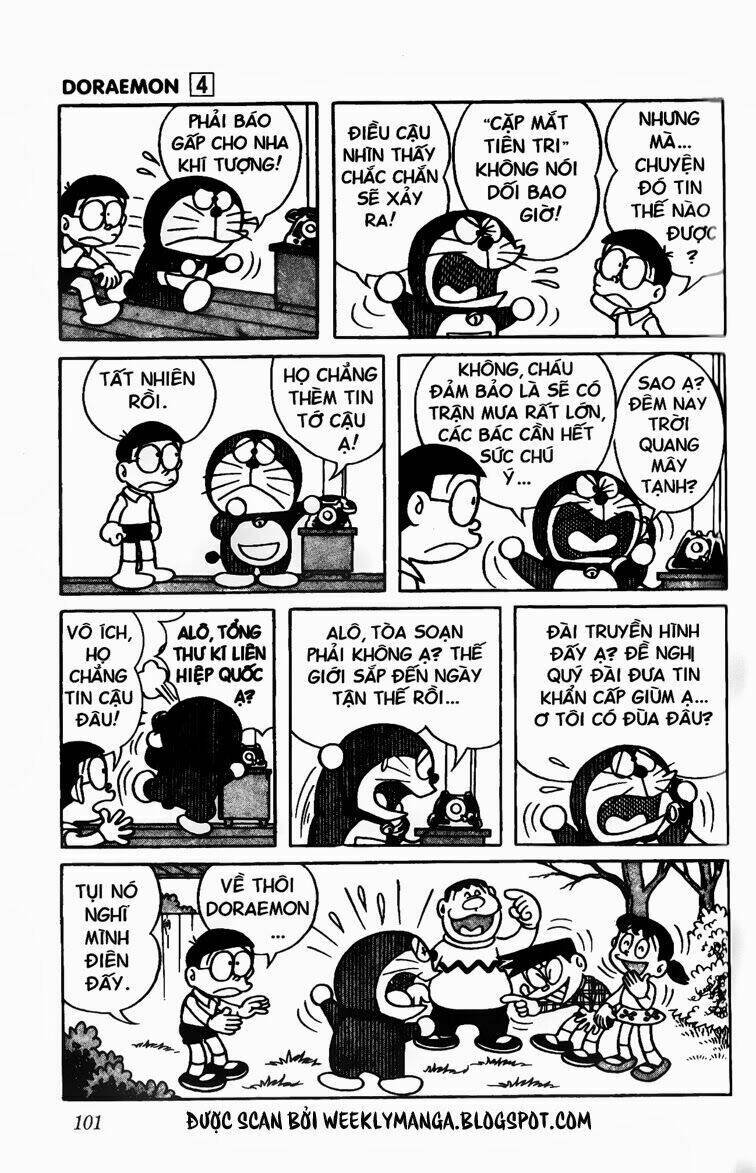 DORAEMON 4
NHƯNG
MÀ...
CHUYỆN
ĐÓ TIN
THẾ NÀO
ĐƯỢC
?
"CẶP MẮT
TIÊN TRI"
KHÔNG NÓI
DỐI BAO
GIỜ!
ĐIỀU CẬU
NHÌN THẤY
CHẮC CHẮN
SẼ XẢY
RA!
PHẢI BÁO
GẤP CHO NHA
KHÍ TƯỢNG!
SAO Ạ?
ĐÊM NAY
TRỜI
QUANG
MÂY
TẠNH?
KHÔNG, CHÁU
ĐẢM BẢO LÀ SẼ CÓ
TRẬN MƯA RẤT LỚN,
CÁC BÁC CẦN HẾT
SỨC CHÚ
Ý...
HỌ CHẲNG
THÈM TIN
TỚ CẬU
Ạ!
TẤT NHIÊN
RỒI.
ĐÀI TRUYỀN HÌNH
ĐẤY Ạ? ĐỀ NGHỊ
QUÝ ĐÀI ĐƯA TIN
KHẨN CẤP GIÙM Ạ...
Ơ TÔI CÓ ĐÙA ĐÂU?
ALÔ, TÒA SOẠN
PHẢI KHÔNG Ạ? THẾ
GIỚI SẮP ĐẾN NGÀY
TẬN THẾ RỒI...
ALÔ, TỔNG
THƯ KÍ LIÊN
HIỆP QUỐC
Ạ?
VÔ ÍCH,
HỌ
CHẲNG
TIN CẬU
ĐÂU!
VỀ THÔI
DORAEMON
...
TỤI NÓ
NGHĨ
MÌNH
ĐIÊN
ĐẤY.
101
ĐƯỢC SCAN BỞI WEEKLYMANGA.BLOGSPOT.COM